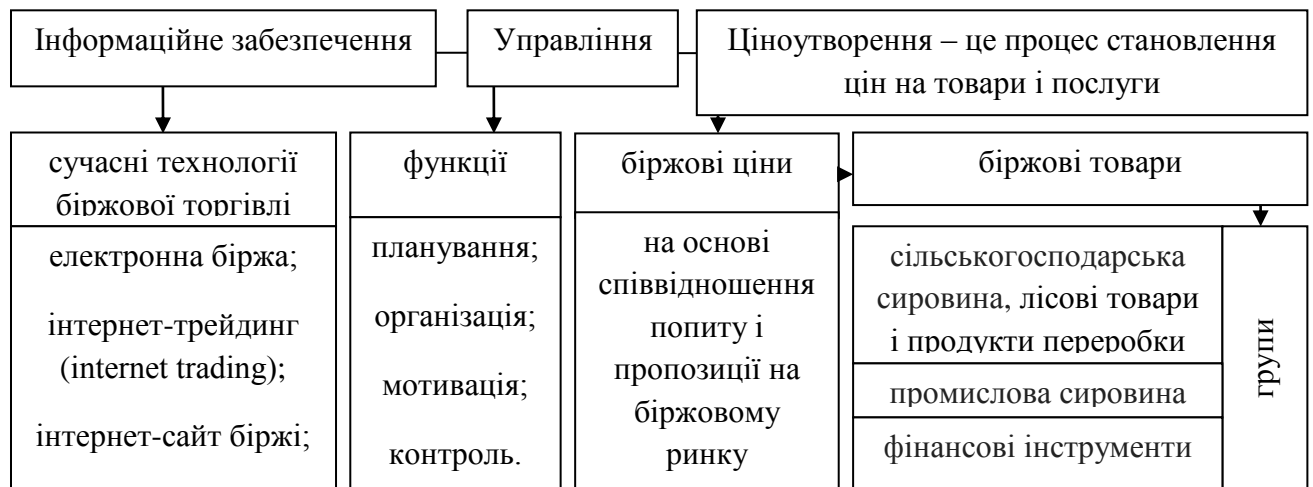 Інформаційне забезпечення
Управління
Ціноутворення – це процес становлення
цін на товари і послуги
сучасні технології
біржової торгівлі
електронна біржа;
інтернет-трейдинг
(internet trading);
інтернет-сайт біржі;
функції
планування;
організація;
мотивація;
контроль.
біржові ціни
на основі
співвідношення
попиту і
пропозиції на
біржовому
ринку
біржові товари
сільськогосподарська
сировина, лісові товари
і продукти переробки
промислова сировина
фінансові інструменти
групи